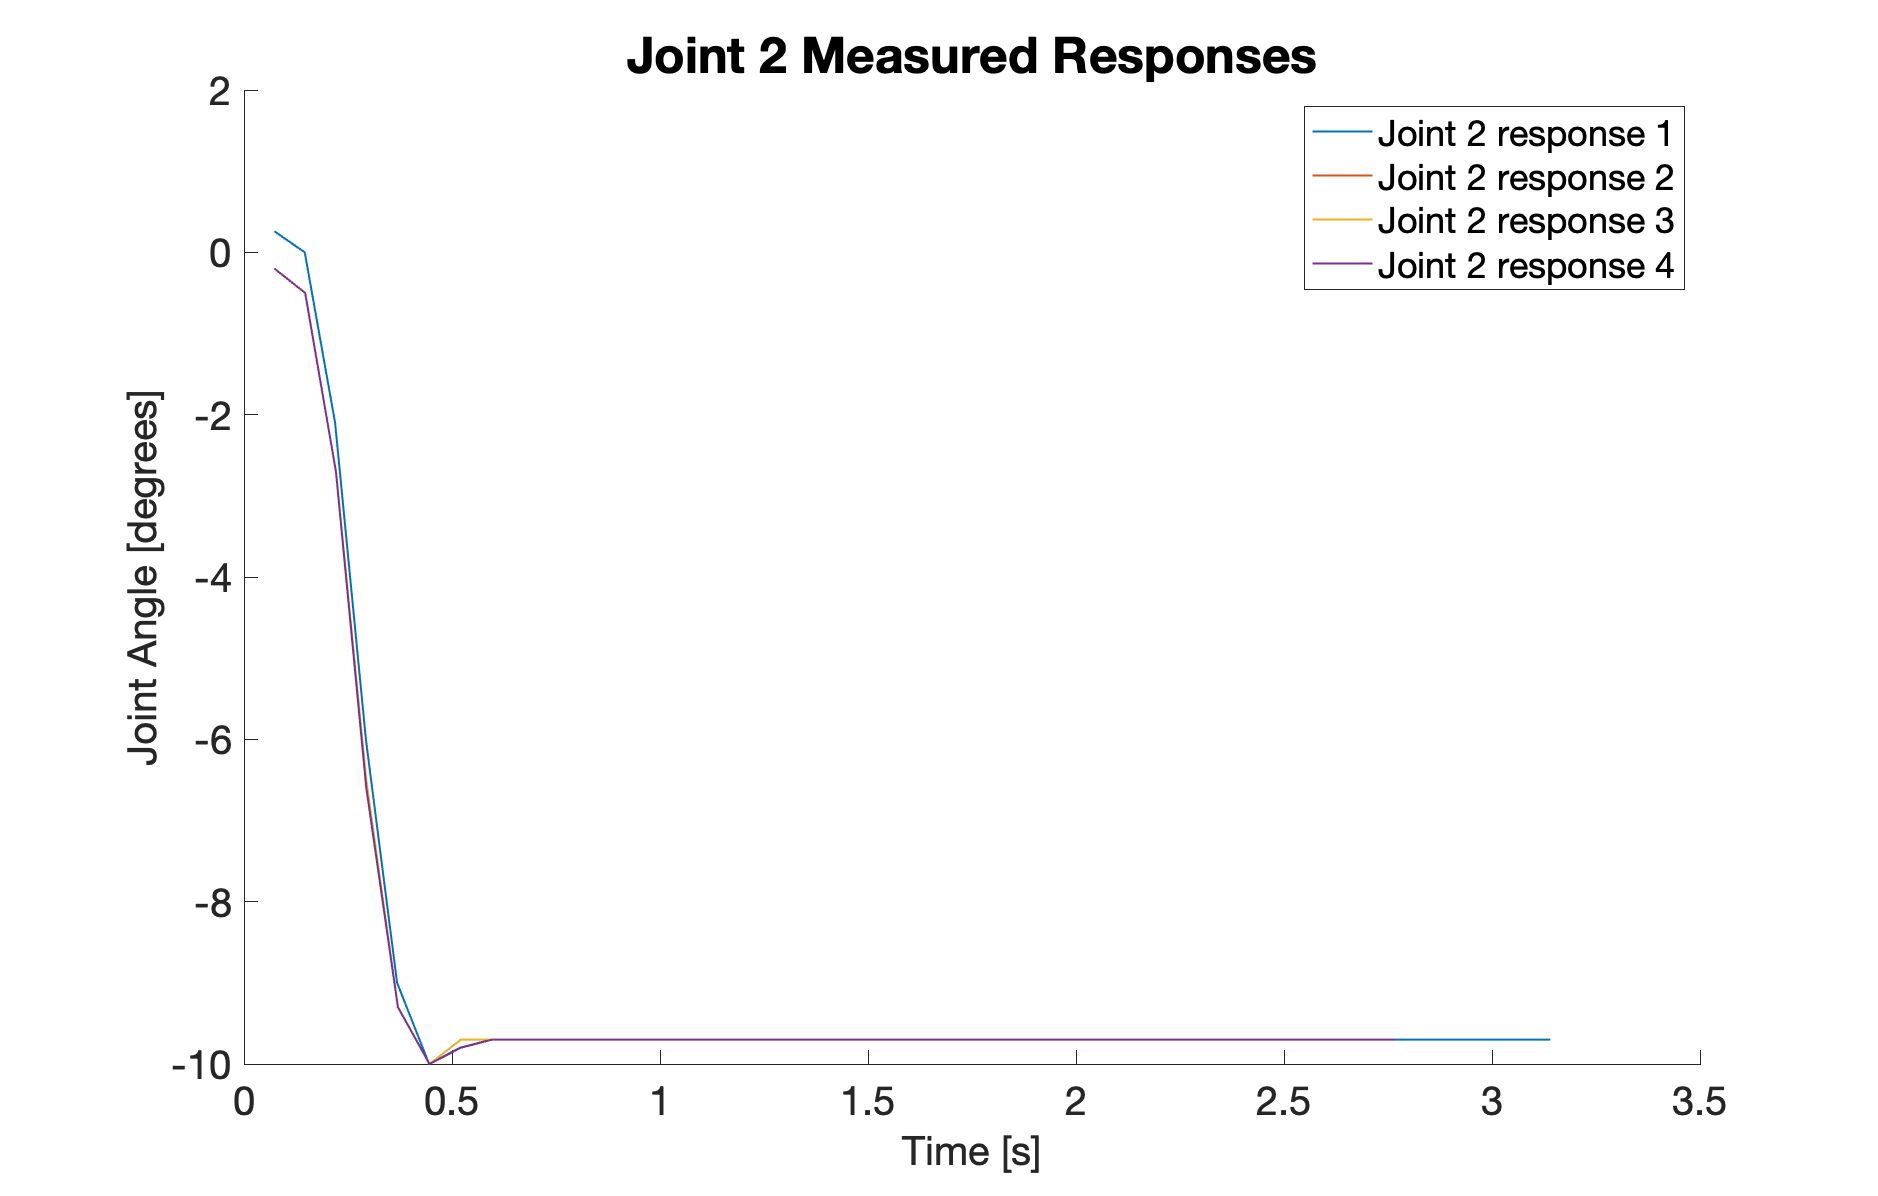 Joint 2 Measured Responses
2
0
-2
-4
-6
-8
-10
Joint Angle [degrees]
Joint 2 response 1
Joint 2 response 2
Joint 2 response 3
Joint 2 response 4
0
0.5
1
1.5
2
2.5
3
3.5
Time [s]